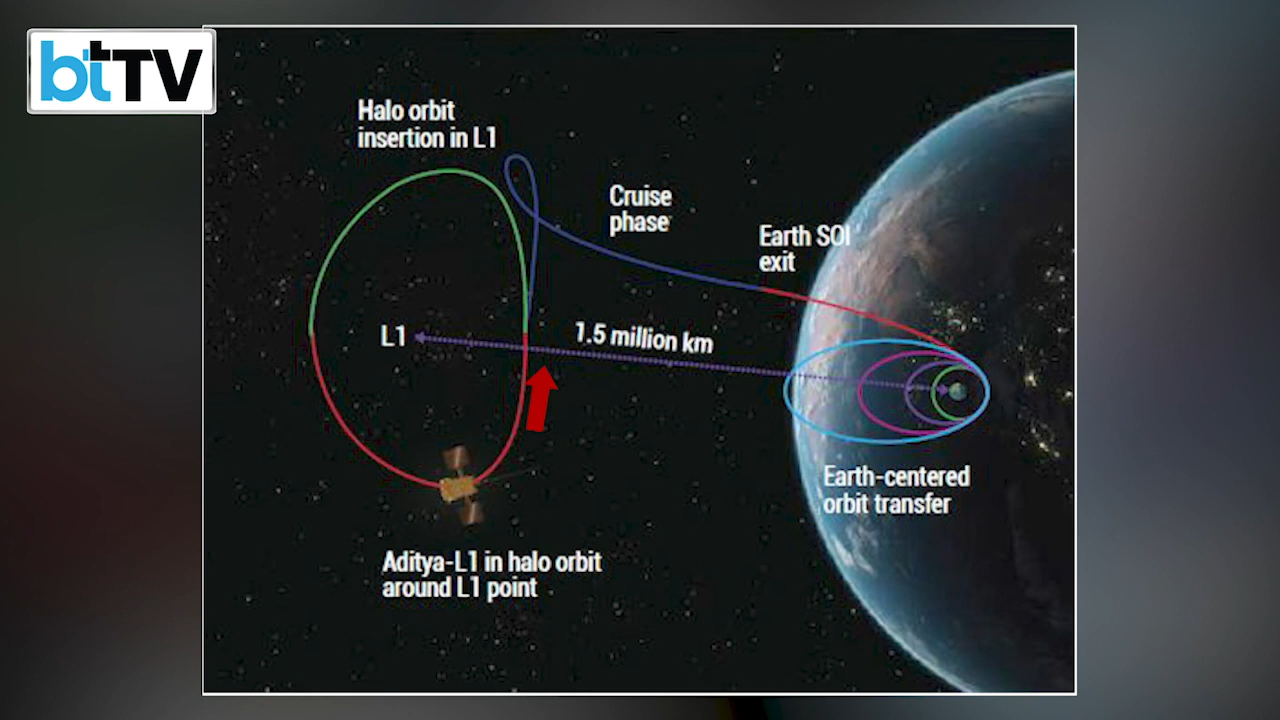 btTV
Halo orbit
insertion in L1
Cruise
phase
Earth SOI
exit
L1
1.5 million km
Earth-centered
orbit transfer
Aditya-L1 in halo orbit
around L1 point